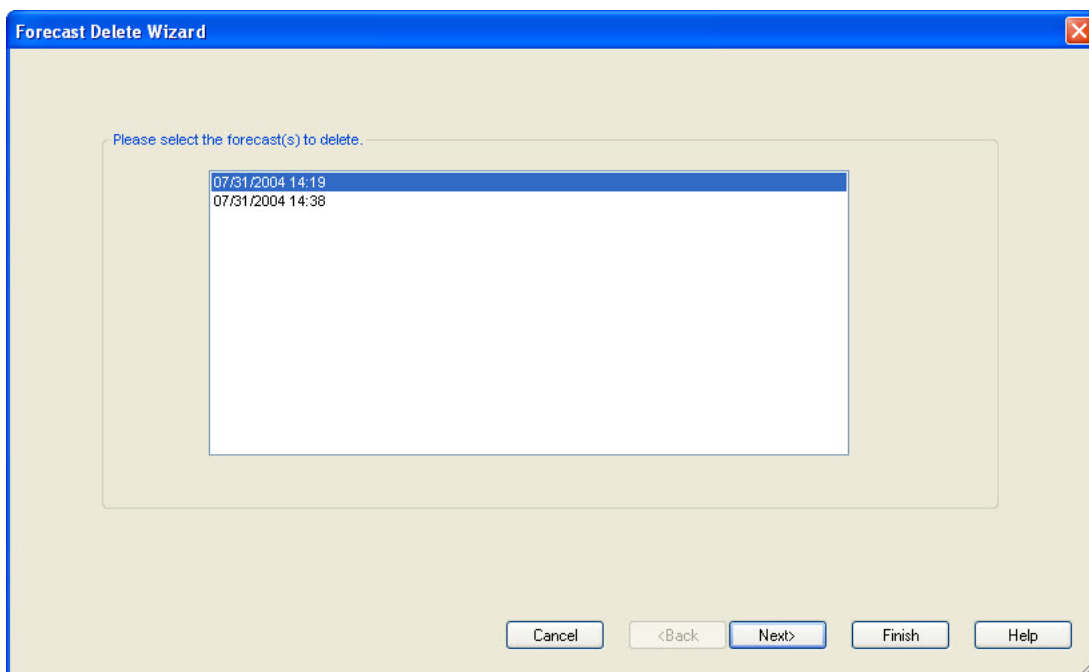 Forecast Delete Wizard
Please select the forecast(s) to delete.
07/31/2004 14:19
07/31/2004 14:38
Cancel
<Back
Next>
Finish
Help